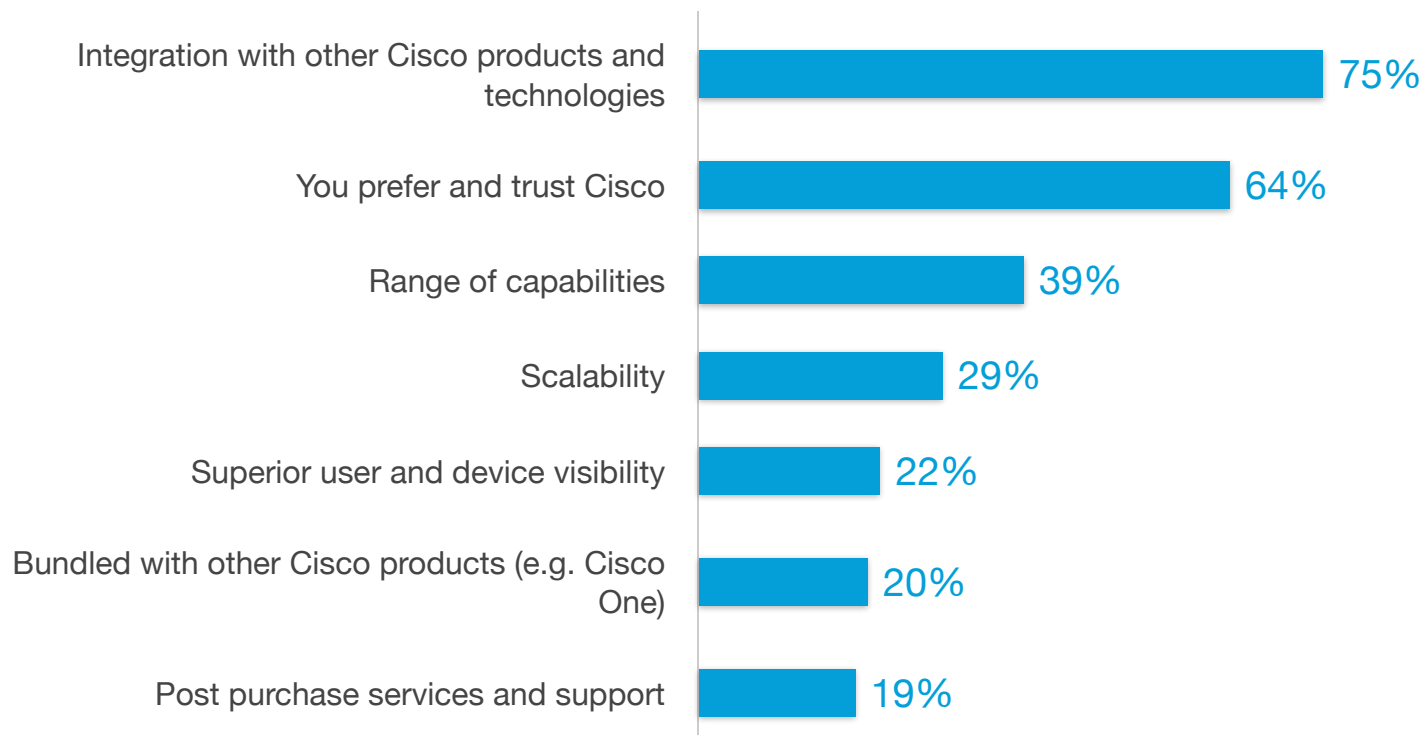 Integration with other Cisco products and
technologies
75%
You prefer and trust Cisco
64%
Range of capabilities
39%
Scalability
29%
Superior user and device visibility
22%
Bundled with other Cisco products (e.g. Cisco
One)
20%
Post purchase services and support
19%